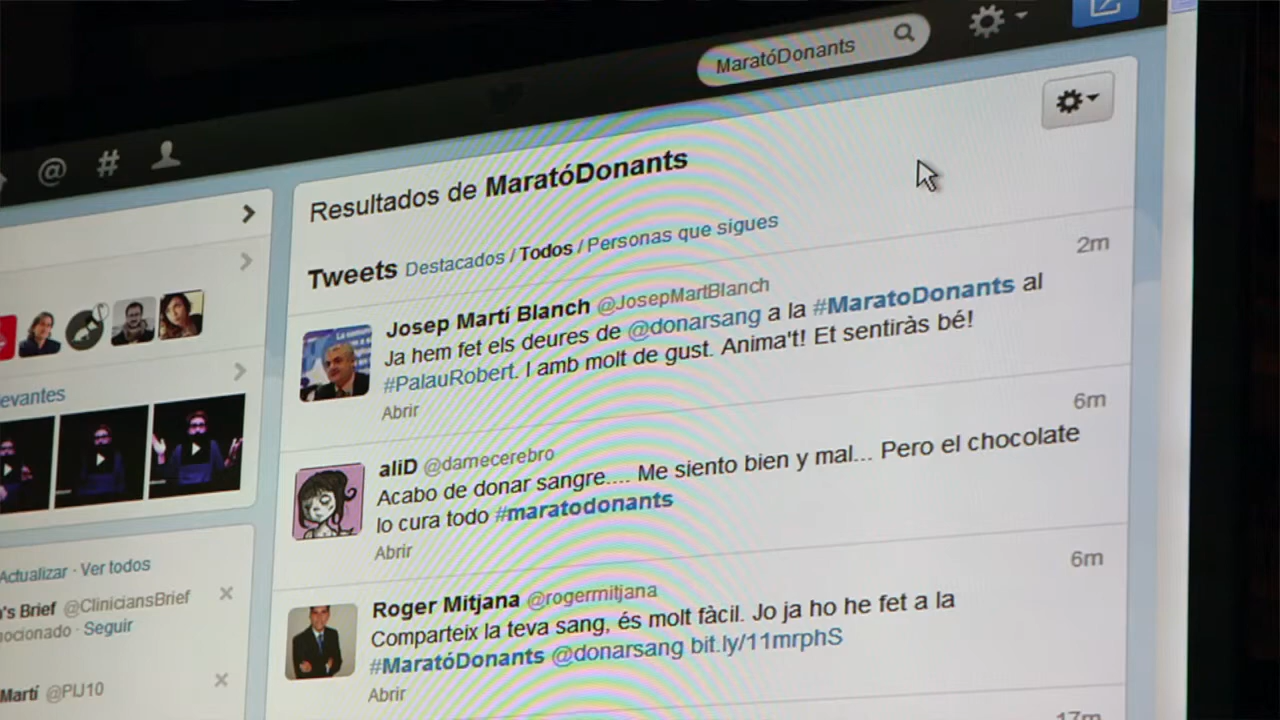 MaratóDonants
@ #
Resultados de MaratóDonants
Tweets Destacados / Todos / Personas que sigues
Josep Martí Blanch @JosepMartBlanch 2m
Ja hem fet els deures de @donarsang a la #MaratoDonants al
#PalauRobert. I amb molt de gust. Anima't! Et sentiràs bé!
Abrir
aliD @damecerebro 6m
Acabo de donar sangre.... Me siento bien y mal... Pero el chocolate
lo cura todo #maratodonants
Abrir
Roger Mitjana @rogermitjana 6m
Comparteix la teva sang, és molt fàcil. Jo ja ho he fet a la
#MaratóDonants @donarsang bit.ly/11mrphS
Abrir
17m
evantes
Actualizar · Ver todos
's Brief @CliniciansBrief
nocionado · Seguir
Martí @PIJ10